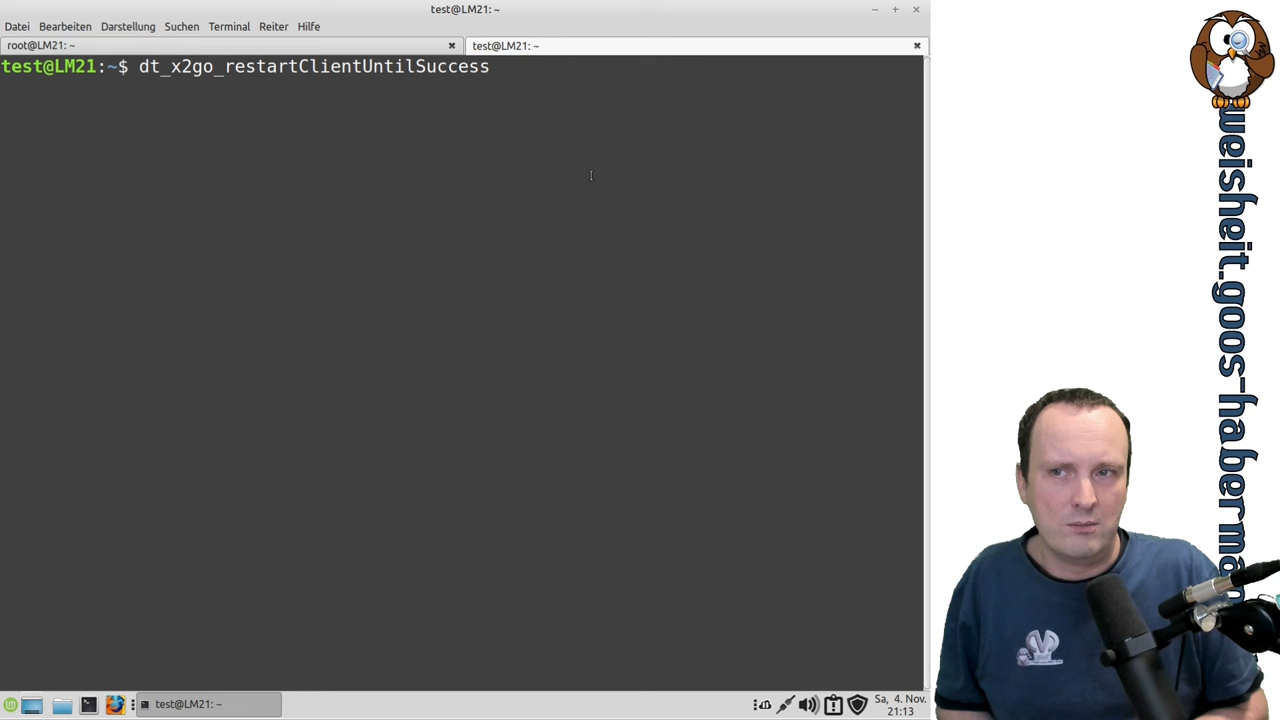 test@LM21: ~
Datei Bearbeiten Darstellung Suchen Terminal Reiter Hilfe
root@LM21: ~
test@LM21: ~
test@LM21:~$ dt_x2go_restartClientUntilSuccess
test@LM21: ~
Sa, 4. Nov.
21:13
weisheit.goos-haberman